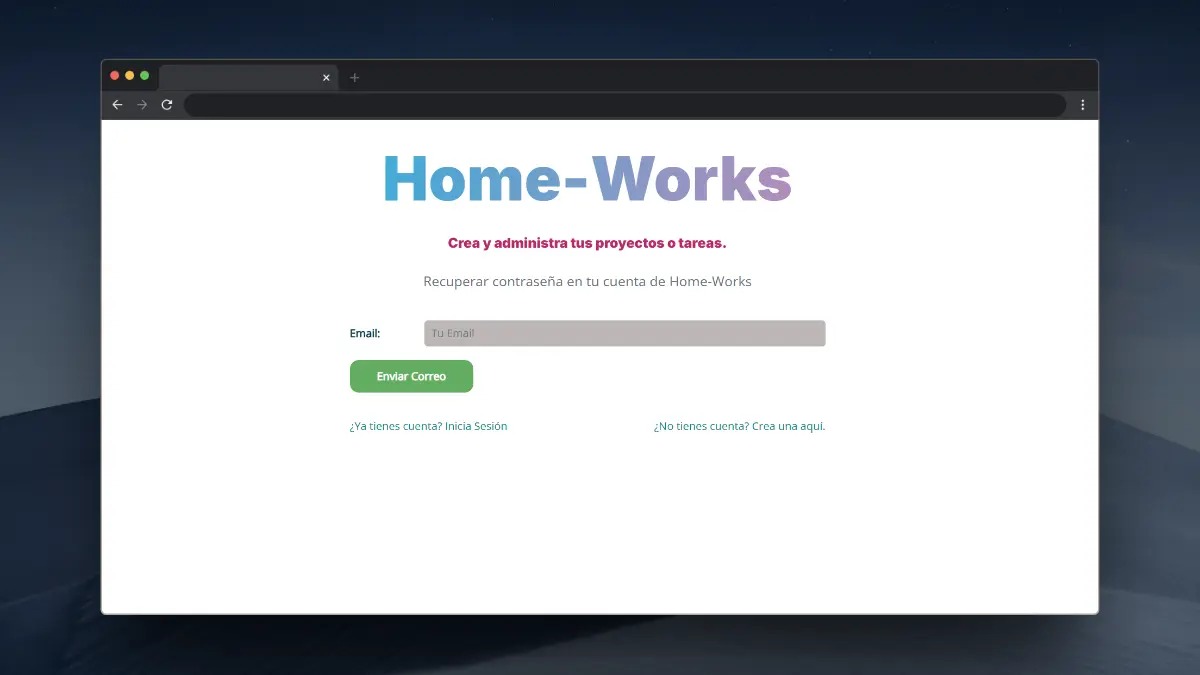 Home-Works
Crea y administra tus proyectos o tareas.
Recuperar contraseña en tu cuenta de Home-Works
Email:
Tu Email
Enviar Correo
¿Ya tienes cuenta? Inicia Sesión
¿No tienes cuenta? Crea una aquí.